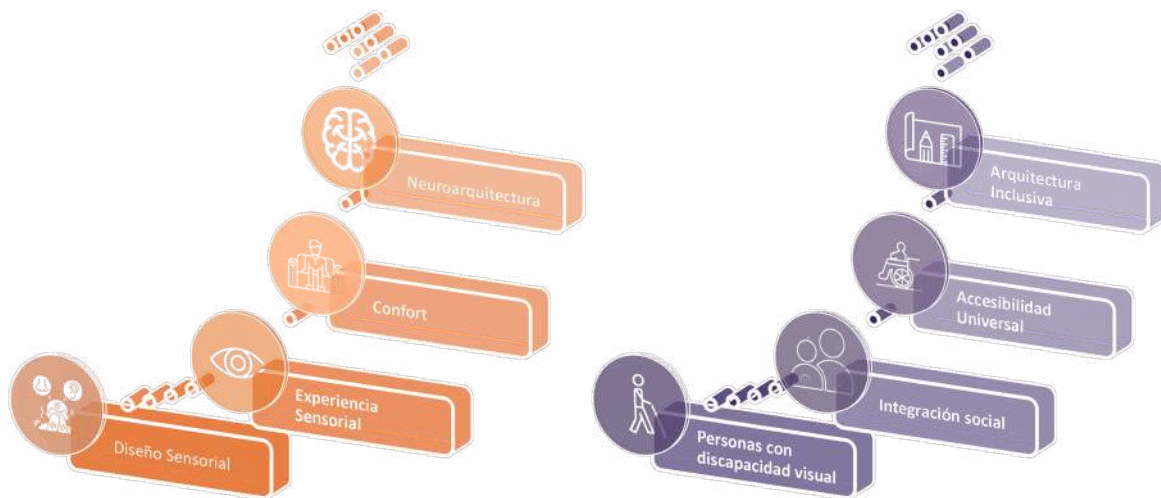 Neuroarquitectura
Confort
Experiencia
Sensorial
Diseño Sensorial
Arquitectura
Inclusiva
Accesibilidad
Universal
Integración social
Personas con
discapacidad visual